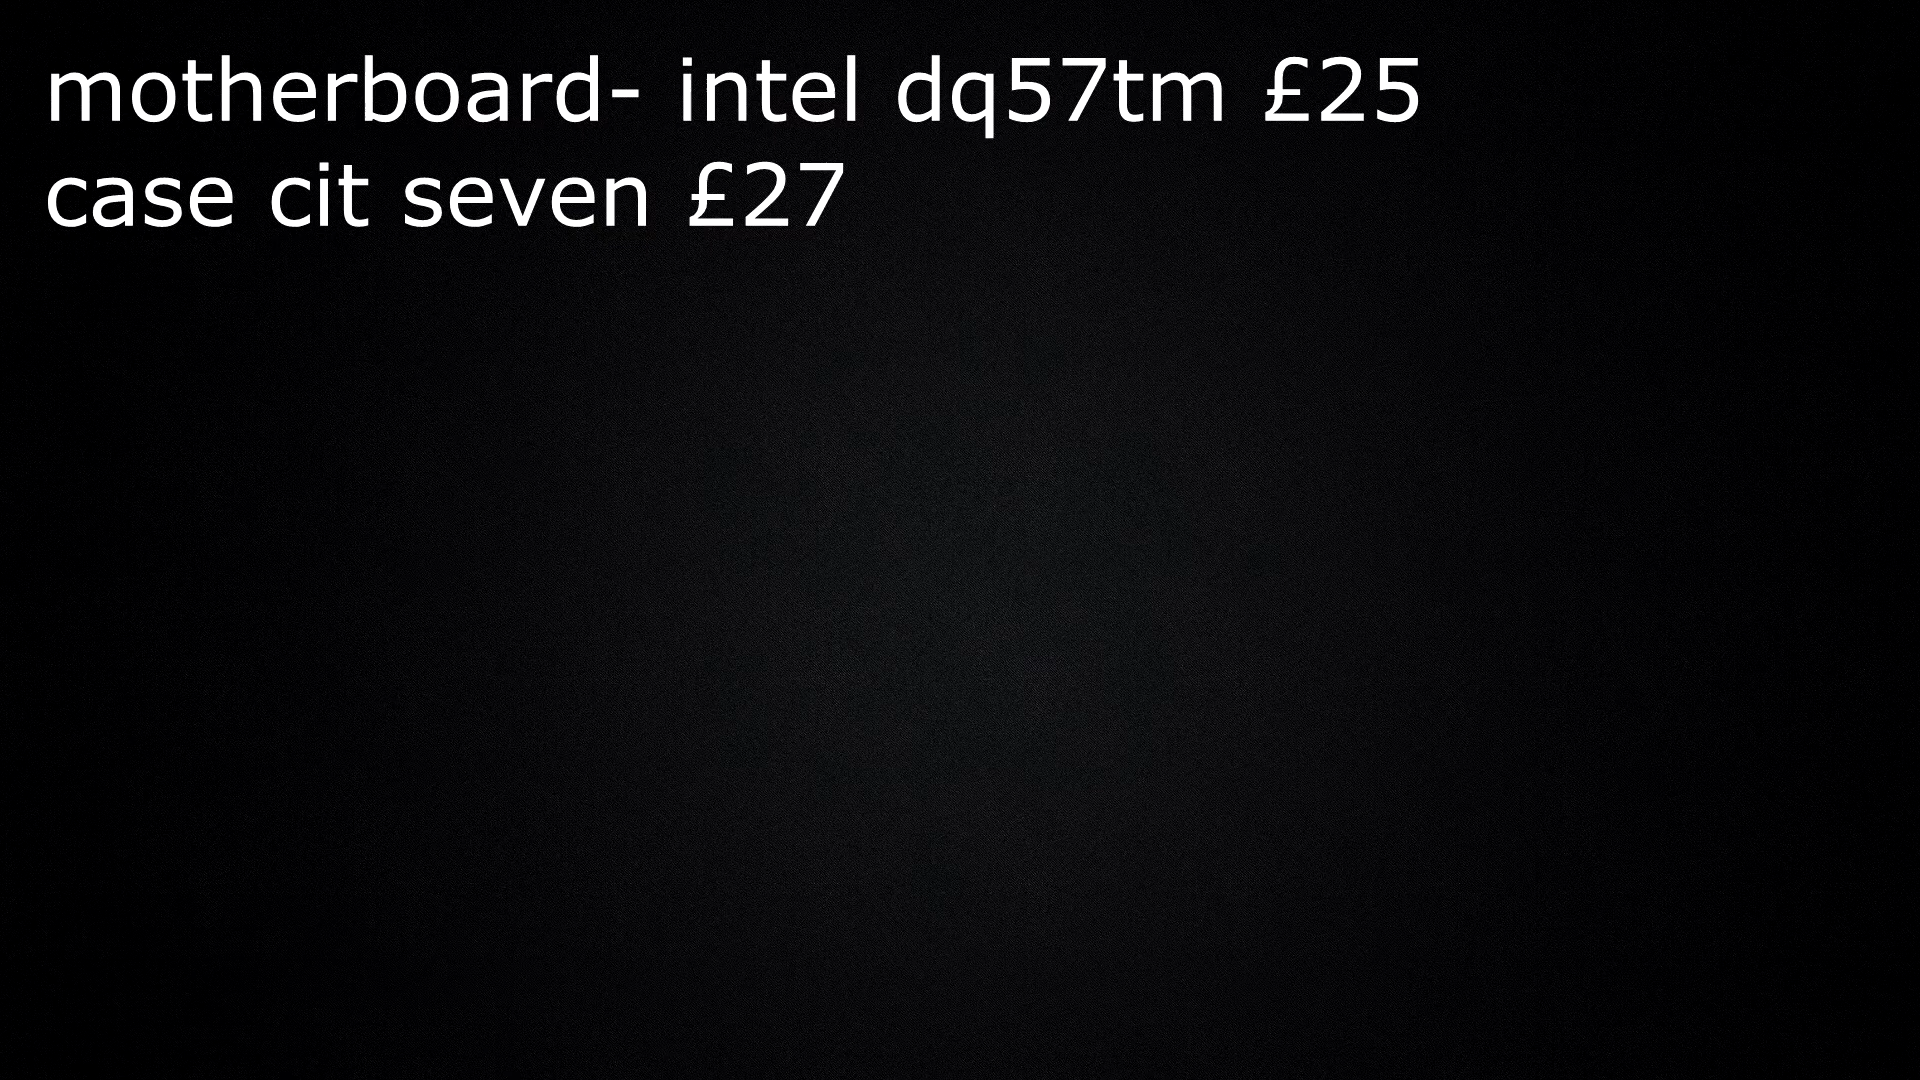 motherboard- intel dq57tm £25
case cit seven £27